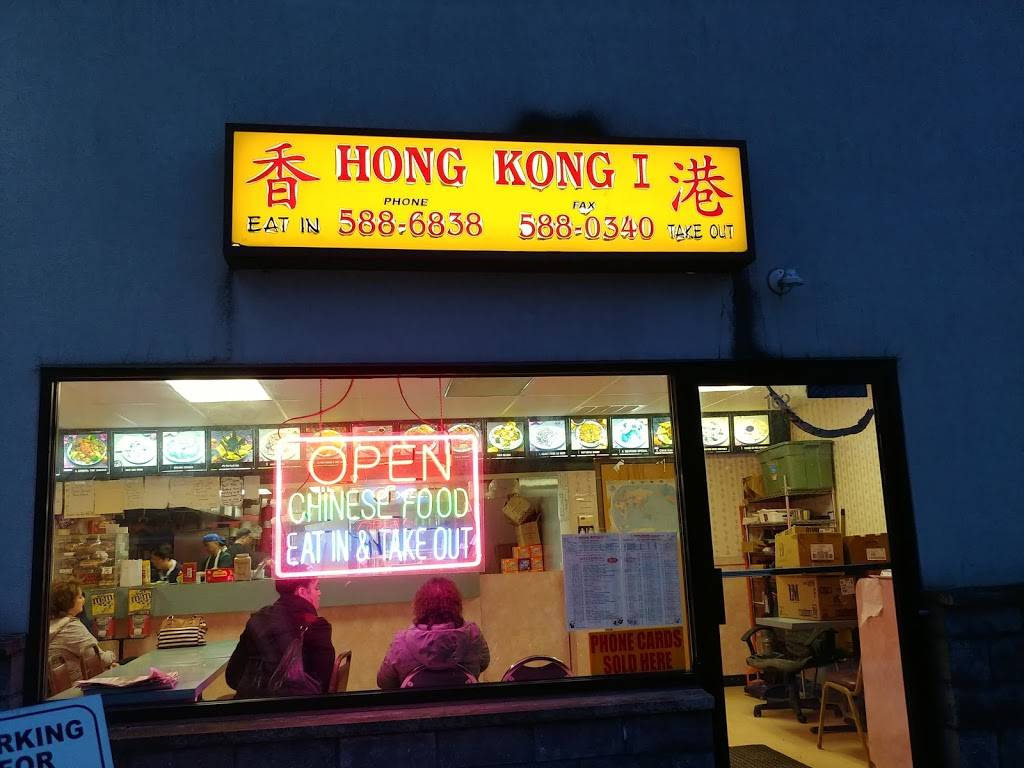 香 HONG KONG I 港
PHONE FAX
EAT IN 588-6838 588-0340 TAKE OUT
OPEN
CHINESE FOOD
EAT IN & TAKE OUT
PHONE CARDS
SOLD HERE
RKING
FOR